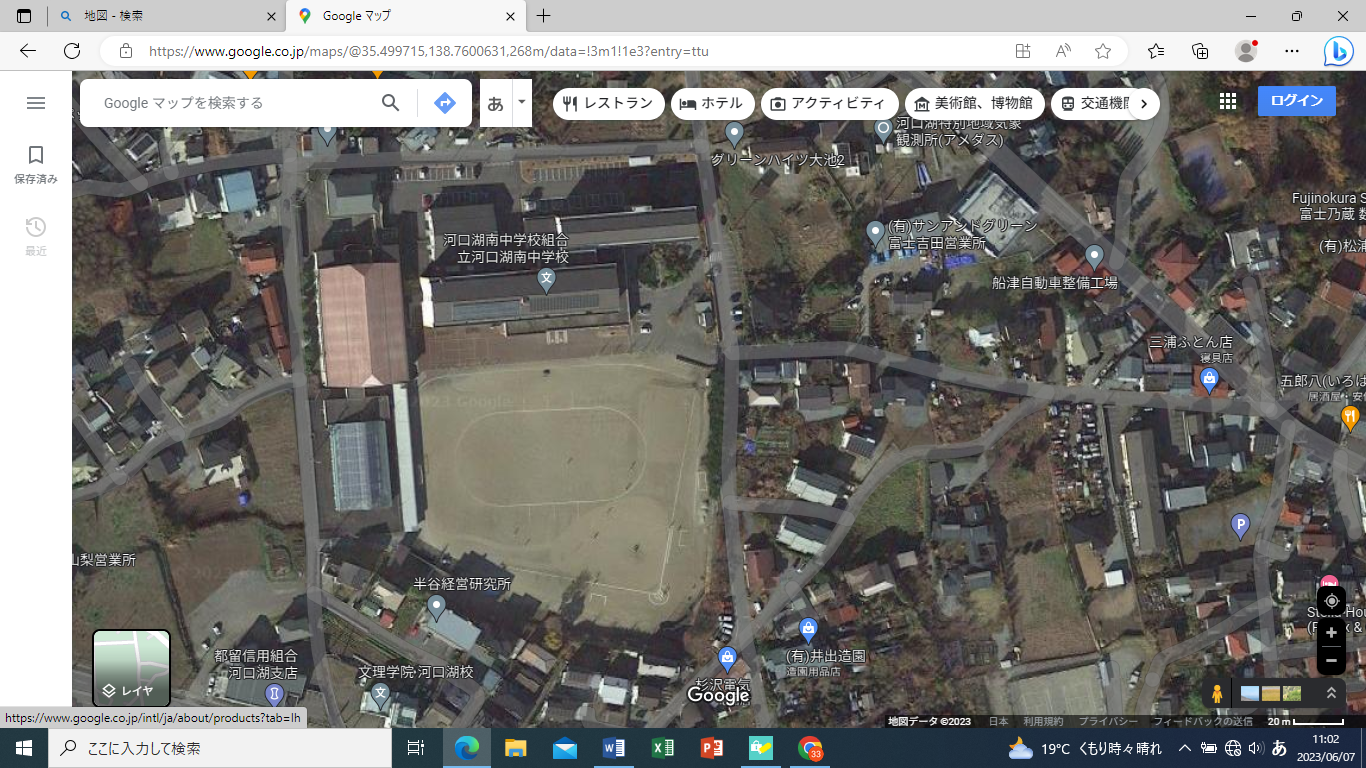 地図 - 検索
Google マップ
https://www.google.co.jp/maps/@35.499715,138.7600631,268m/data=!3m1!1e3?entry=ttu
Google マップを検索する
あ
レストラン
ホテル
アクティビティ
美術館、博物館
交通機関
ログイン
保存済み
最近
グリーンハイツ大池2
河口湖特別地域気象
観測所(アメダス)
Fujinokura S
富士乃蔵 数
(有)松浦
(有)サンアンドグリーン
富士吉田営業所
河口湖南中学校組合
立河口湖南中学校
文
船津自動車整備工場
三浦ふとん店
寝具店
五郎八(いろは
居酒屋・安
山梨営業所
半谷経営研究所
P
都留信用組合
河口湖支店
文理学院·河口湖校
文
(有)井出造園
造園用品店
杉沢電気
Google
レイヤ
地図データ ©2023
日本
利用規約
プライバシー
フィードバックの送信
20 m
https://www.google.co.jp/intl/ja/about/products?tab=lh
ここに入力して検索
33
19°C くもり時々晴れ
あ
11:02
2023/06/07